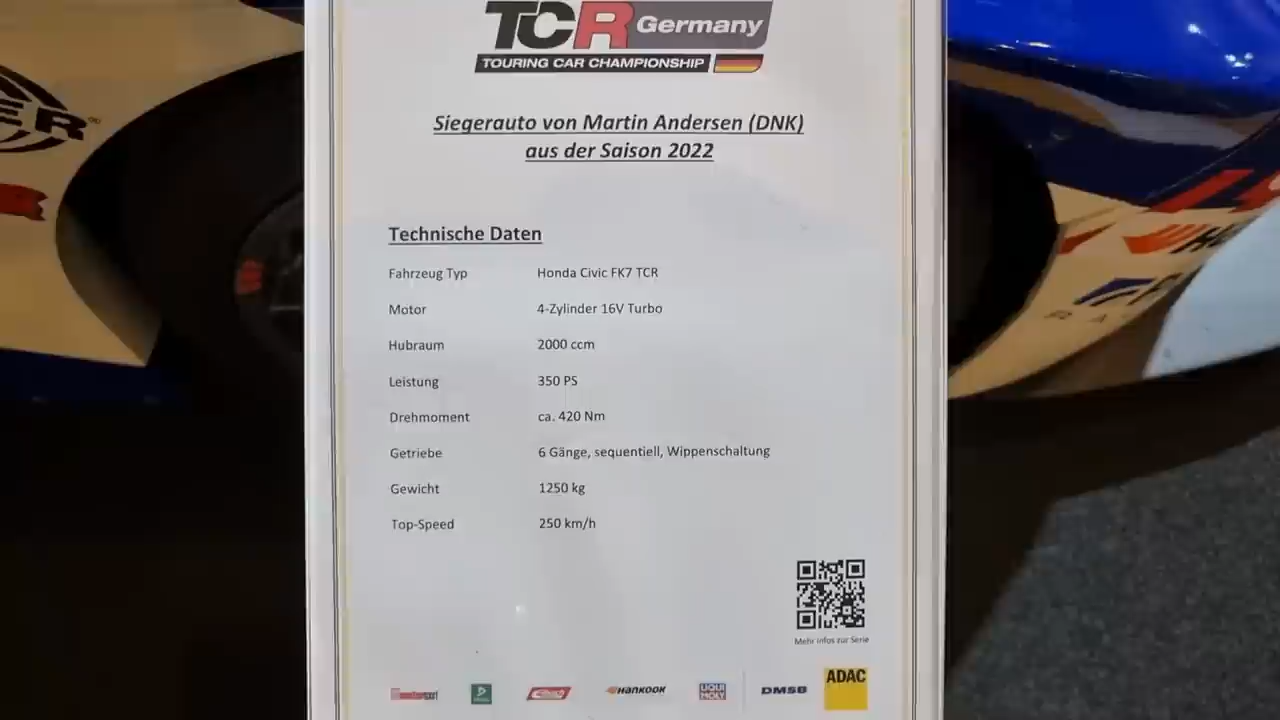 TCR Germany
TOURING CAR CHAMPIONSHIP
Siegerauto von Martin Andersen (DNK)
aus der Saison 2022
Technische Daten
Fahrzeug Typ Honda Civic FK7 TCR
Motor 4-Zylinder 16V Turbo
Hubraum 2000 ccm
Leistung 350 PS
Drehmoment ca. 420 Nm
Getriebe 6 Gänge, sequentiell, Wippenschaltung
Gewicht 1250 kg
Top-Speed 250 km/h
Mehr Infos zur Serie
HANKOOK LIQUI MOLY DMSB ADAC